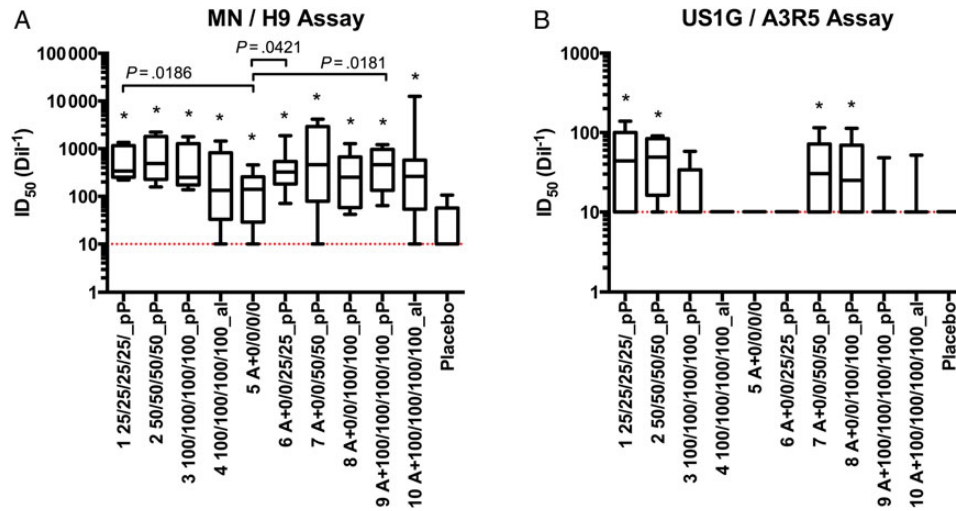 A
MN / H9 Assay
ID50 (Dil-1)
100 000
10 000
1000
100
10
1
P = .0186
P = .0421
P = .0181
* * * * * * * * * *
1 25/25/25/25/_pP
2 50/50/50/50_pP
3 100/100/100/100_pP
4 100/100/100/100_al
5 A+0/0/0/0
6 A+0/0/25/25_pP
7 A+0/0/50/50_pP
8 A+0/0/100/100_pP
9 A+100/100/100/100_pP
10 A+100/100/100/100_al
Placebo
B
US1G / A3R5 Assay
ID50 (Dil-1)
1000
100
10
1
* * * *
1 25/25/25/25/_pP
2 50/50/50/50_pP
3 100/100/100/100_pP
4 100/100/100/100_al
5 A+0/0/0/0
6 A+0/0/25/25_pP
7 A+0/0/50/50_pP
8 A+0/0/100/100_pP
9 A+100/100/100/100_pP
10 A+100/100/100/100_al
Placebo